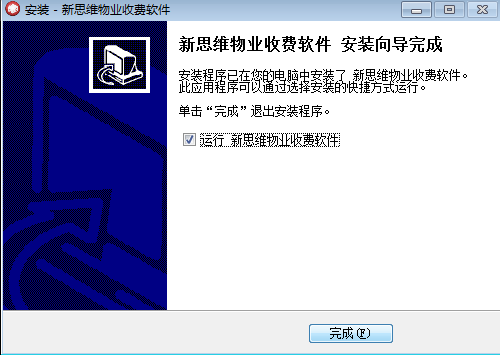 安装 - 新思维物业收费软件
新思维物业收费软件 安装向导完成
安装程序已在您的电脑中安装了 新思维物业收费软件。
此应用程序可以通过选择安装的快捷方式运行。
单击“完成”退出安装程序。
运行 新思维物业收费软件
完成(F)